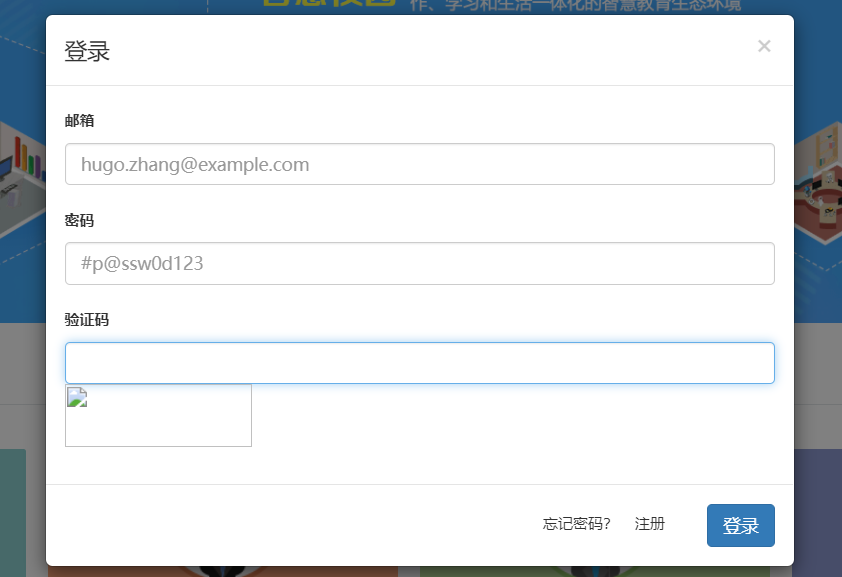 作、学习和生活一体化的智慧教育生态环境
登录
×
邮箱
hugo.zhang@example.com
密码
#p@ssw0d123
验证码
忘记密码? 注册 登录